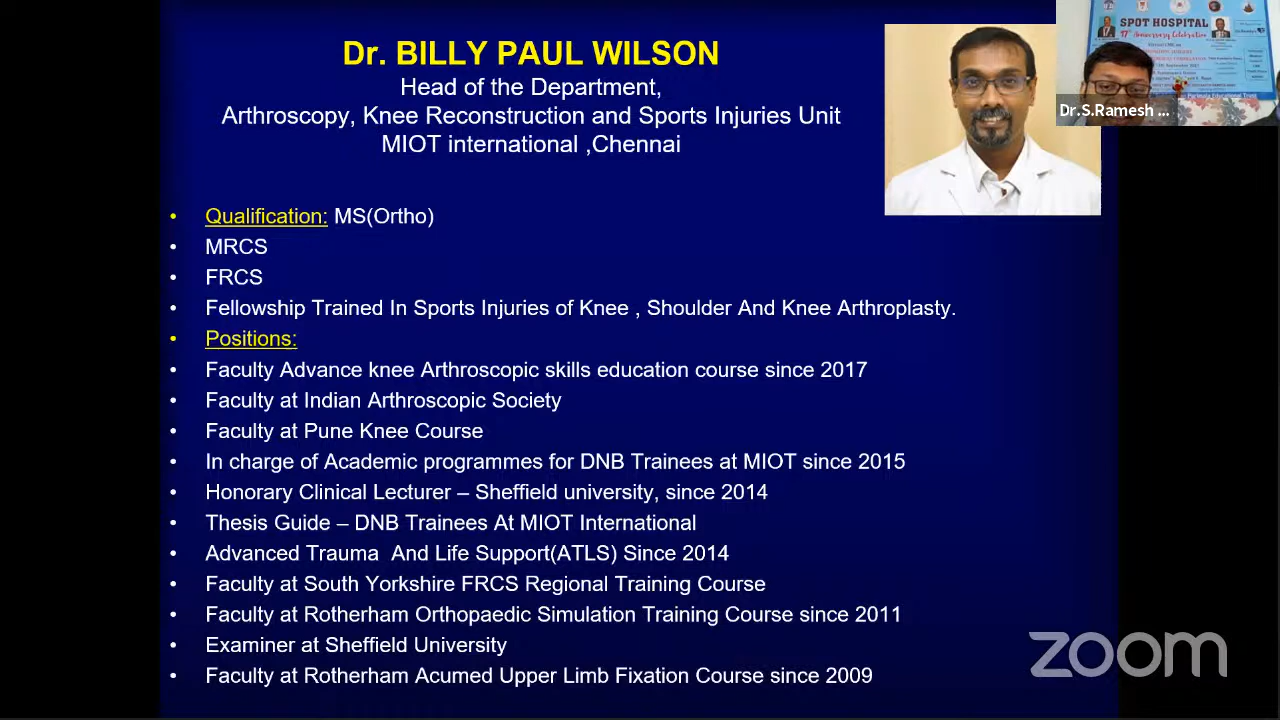 Dr. BILLY PAUL WILSON
Head of the Department,
Arthroscopy, Knee Reconstruction and Sports Injuries Unit
MIOT international ,Chennai
SPOT HOSPITAL
17th Anniversary Celebration
Dr.S.Ramesh ...
• Qualification: MS(Ortho)
• MRCS
• FRCS
• Fellowship Trained In Sports Injuries of Knee , Shoulder And Knee Arthroplasty.
• Positions:
• Faculty Advance knee Arthroscopic skills education course since 2017
• Faculty at Indian Arthroscopic Society
• Faculty at Pune Knee Course
• In charge of Academic programmes for DNB Trainees at MIOT since 2015
• Honorary Clinical Lecturer – Sheffield university, since 2014
• Thesis Guide – DNB Trainees At MIOT International
• Advanced Trauma And Life Support(ATLS) Since 2014
• Faculty at South Yorkshire FRCS Regional Training Course
• Faculty at Rotherham Orthopaedic Simulation Training Course since 2011
• Examiner at Sheffield University
• Faculty at Rotherham Acumed Upper Limb Fixation Course since 2009
zoom